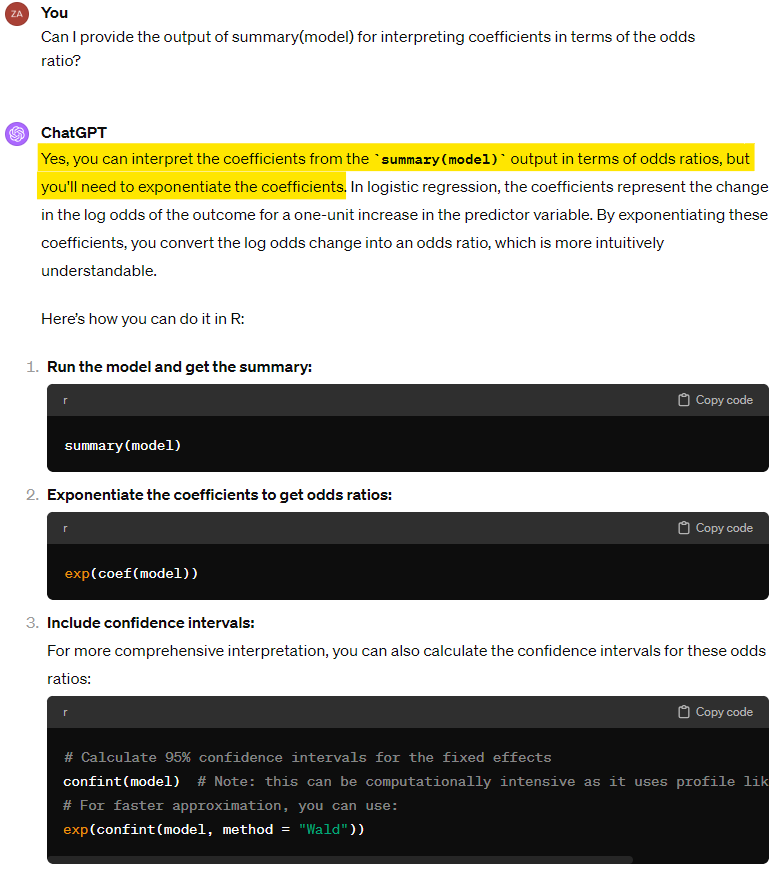 ZA
You
Can I provide the output of summary(model) for interpreting coefficients in terms of the odds
ratio?
ChatGPT
Yes, you can interpret the coefficients from the `summary(model)` output in terms of odds ratios, but
you'll need to exponentiate the coefficients. In logistic regression, the coefficients represent the change
in the log odds of the outcome for a one-unit increase in the predictor variable. By exponentiating these
coefficients, you convert the log odds change into an odds ratio, which is more intuitively
understandable.
Here's how you can do it in R:
1. Run the model and get the summary:
r Copy code
summary(model)
2. Exponentiate the coefficients to get odds ratios:
r Copy code
exp(coef(model))
3. Include confidence intervals:
For more comprehensive interpretation, you can also calculate the confidence intervals for these odds
ratios:
r Copy code
# Calculate 95% confidence intervals for the fixed effects
confint(model)  # Note: this can be computationally intensive as it uses profile lik
# For faster approximation, you can use:
exp(confint(model, method = "Wald"))